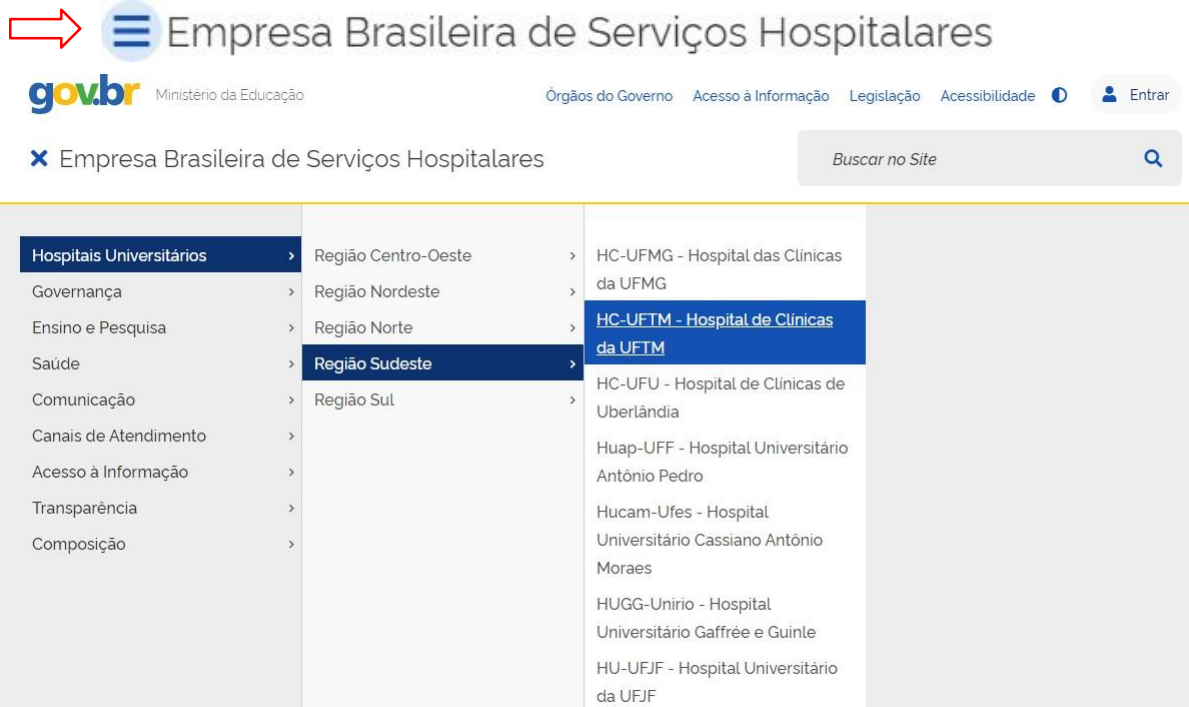 Empresa Brasileira de Serviços Hospitalares
gov.br Ministério da Educação Órgãos do Governo Acesso à Informação Legislação Acessibilidade Entrar
Empresa Brasileira de Serviços Hospitalares Buscar no Site
Hospitais Universitários
Governança
Ensino e Pesquisa
Saúde
Comunicação
Canais de Atendimento
Acesso à Informação
Transparência
Composição
Região Centro-Oeste
Região Nordeste
Região Norte
Região Sudeste
Região Sul
HC-UFMG - Hospital das Clínicas
da UFMG
HC-UFTM - Hospital de Clínicas
da UFTM
HC-UFU - Hospital de Clínicas de
Uberlândia
Huap-UFF - Hospital Universitário
Antônio Pedro
Hucam-Ufes - Hospital
Universitário Cassiano Antônio
Moraes
HUGG-Unirio - Hospital
Universitário Gaffrée e Guinle
HU-UFJF - Hospital Universitário
da UFJF